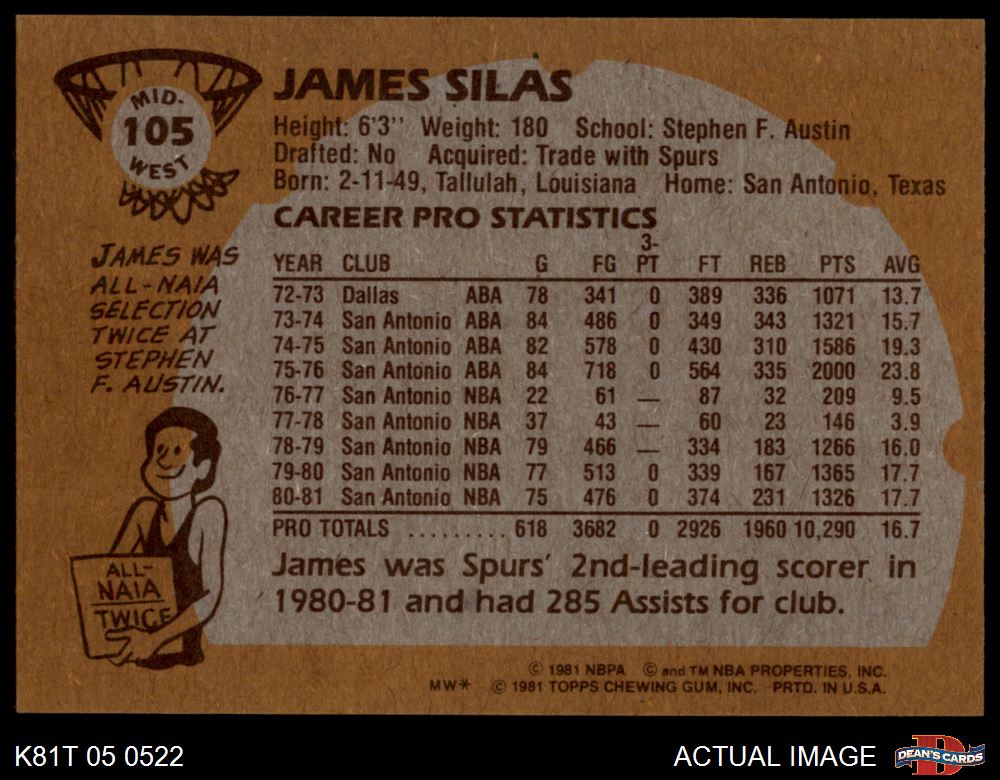 MID-
105
WEST
JAMES SILAS
Height: 6'3" Weight: 180 School: Stephen F. Austin
Drafted: No Acquired: Trade with Spurs
Born: 2-11-49, Tallulah, Louisiana Home: San Antonio, Texas
CAREER PRO STATISTICS
YEAR CLUB G FG 3-PT FT REB PTS AVG
72-73 Dallas ABA 78 341 0 389 336 1071 13.7
73-74 San Antonio ABA 84 486 0 349 343 1321 15.7
74-75 San Antonio ABA 82 578 0 430 310 1586 19.3
75-76 San Antonio ABA 84 718 0 564 335 2000 23.8
76-77 San Antonio NBA 22 61 — 87 32 209 9.5
77-78 San Antonio NBA 37 43 — 60 23 146 3.9
78-79 San Antonio NBA 79 466 — 334 183 1266 16.0
79-80 San Antonio NBA 77 513 0 339 167 1365 17.7
80-81 San Antonio NBA 75 476 0 374 231 1326 17.7
PRO TOTALS ......... 618 3682 0 2926 1960 10,290 16.7
James was Spurs' 2nd-leading scorer in
1980-81 and had 285 Assists for club.
JAMES WAS
ALL-NAIA
SELECTION
TWICE AT
STEPHEN
F. AUSTIN.
ALL-
NAIA
TWICE
© 1981 NBPA © and TM NBA PROPERTIES, INC.
MW* © 1981 TOPPS CHEWING GUM, INC. PRTD. IN U.S.A.
K81T 05 0522
ACTUAL IMAGE
D
DEAN'S CARDS